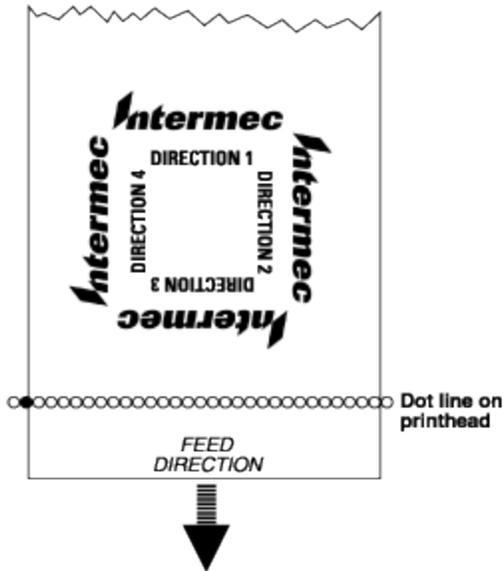 Intermec
DIRECTION 1
Intermec
DIRECTION 4
DIRECTION 2
Intermec
DIRECTION 3
Intermec
Dot line on
printhead
FEED
DIRECTION